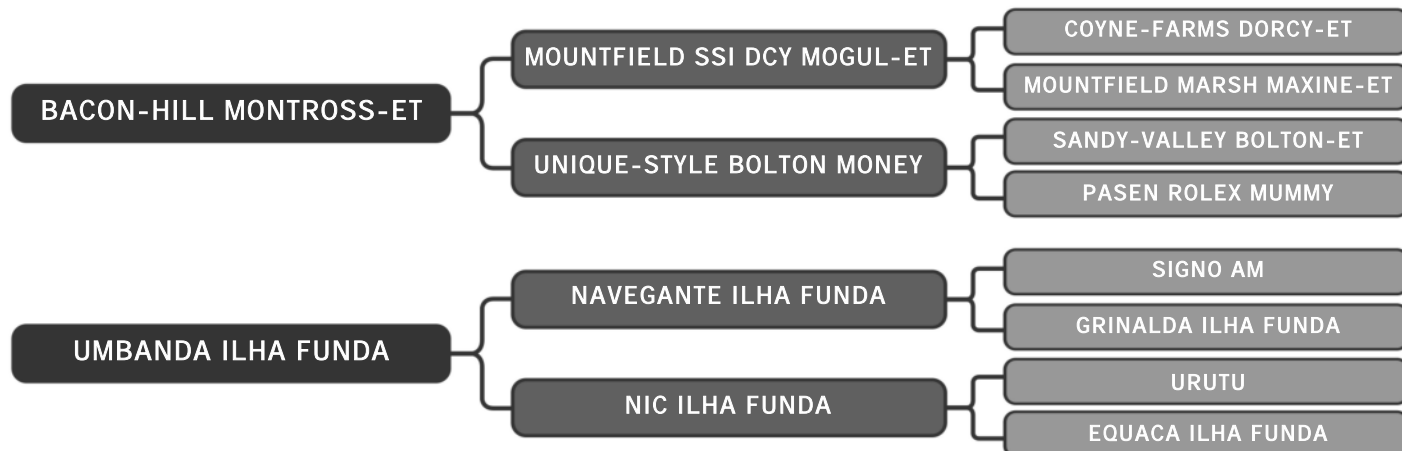 BACON-HILL MONTROSS-ET
MOUNTFIELD SSI DCY MOGUL-ET
COYNE-FARMS DORCY-ET
MOUNTFIELD MARSH MAXINE-ET
UNIQUE-STYLE BOLTON MONEY
SANDY-VALLEY BOLTON-ET
PASEN ROLEX MUMMY
UMBANDA ILHA FUNDA
NAVEGANTE ILHA FUNDA
SIGNO AM
GRINALDA ILHA FUNDA
NIC ILHA FUNDA
URUTU
EQUACA ILHA FUNDA